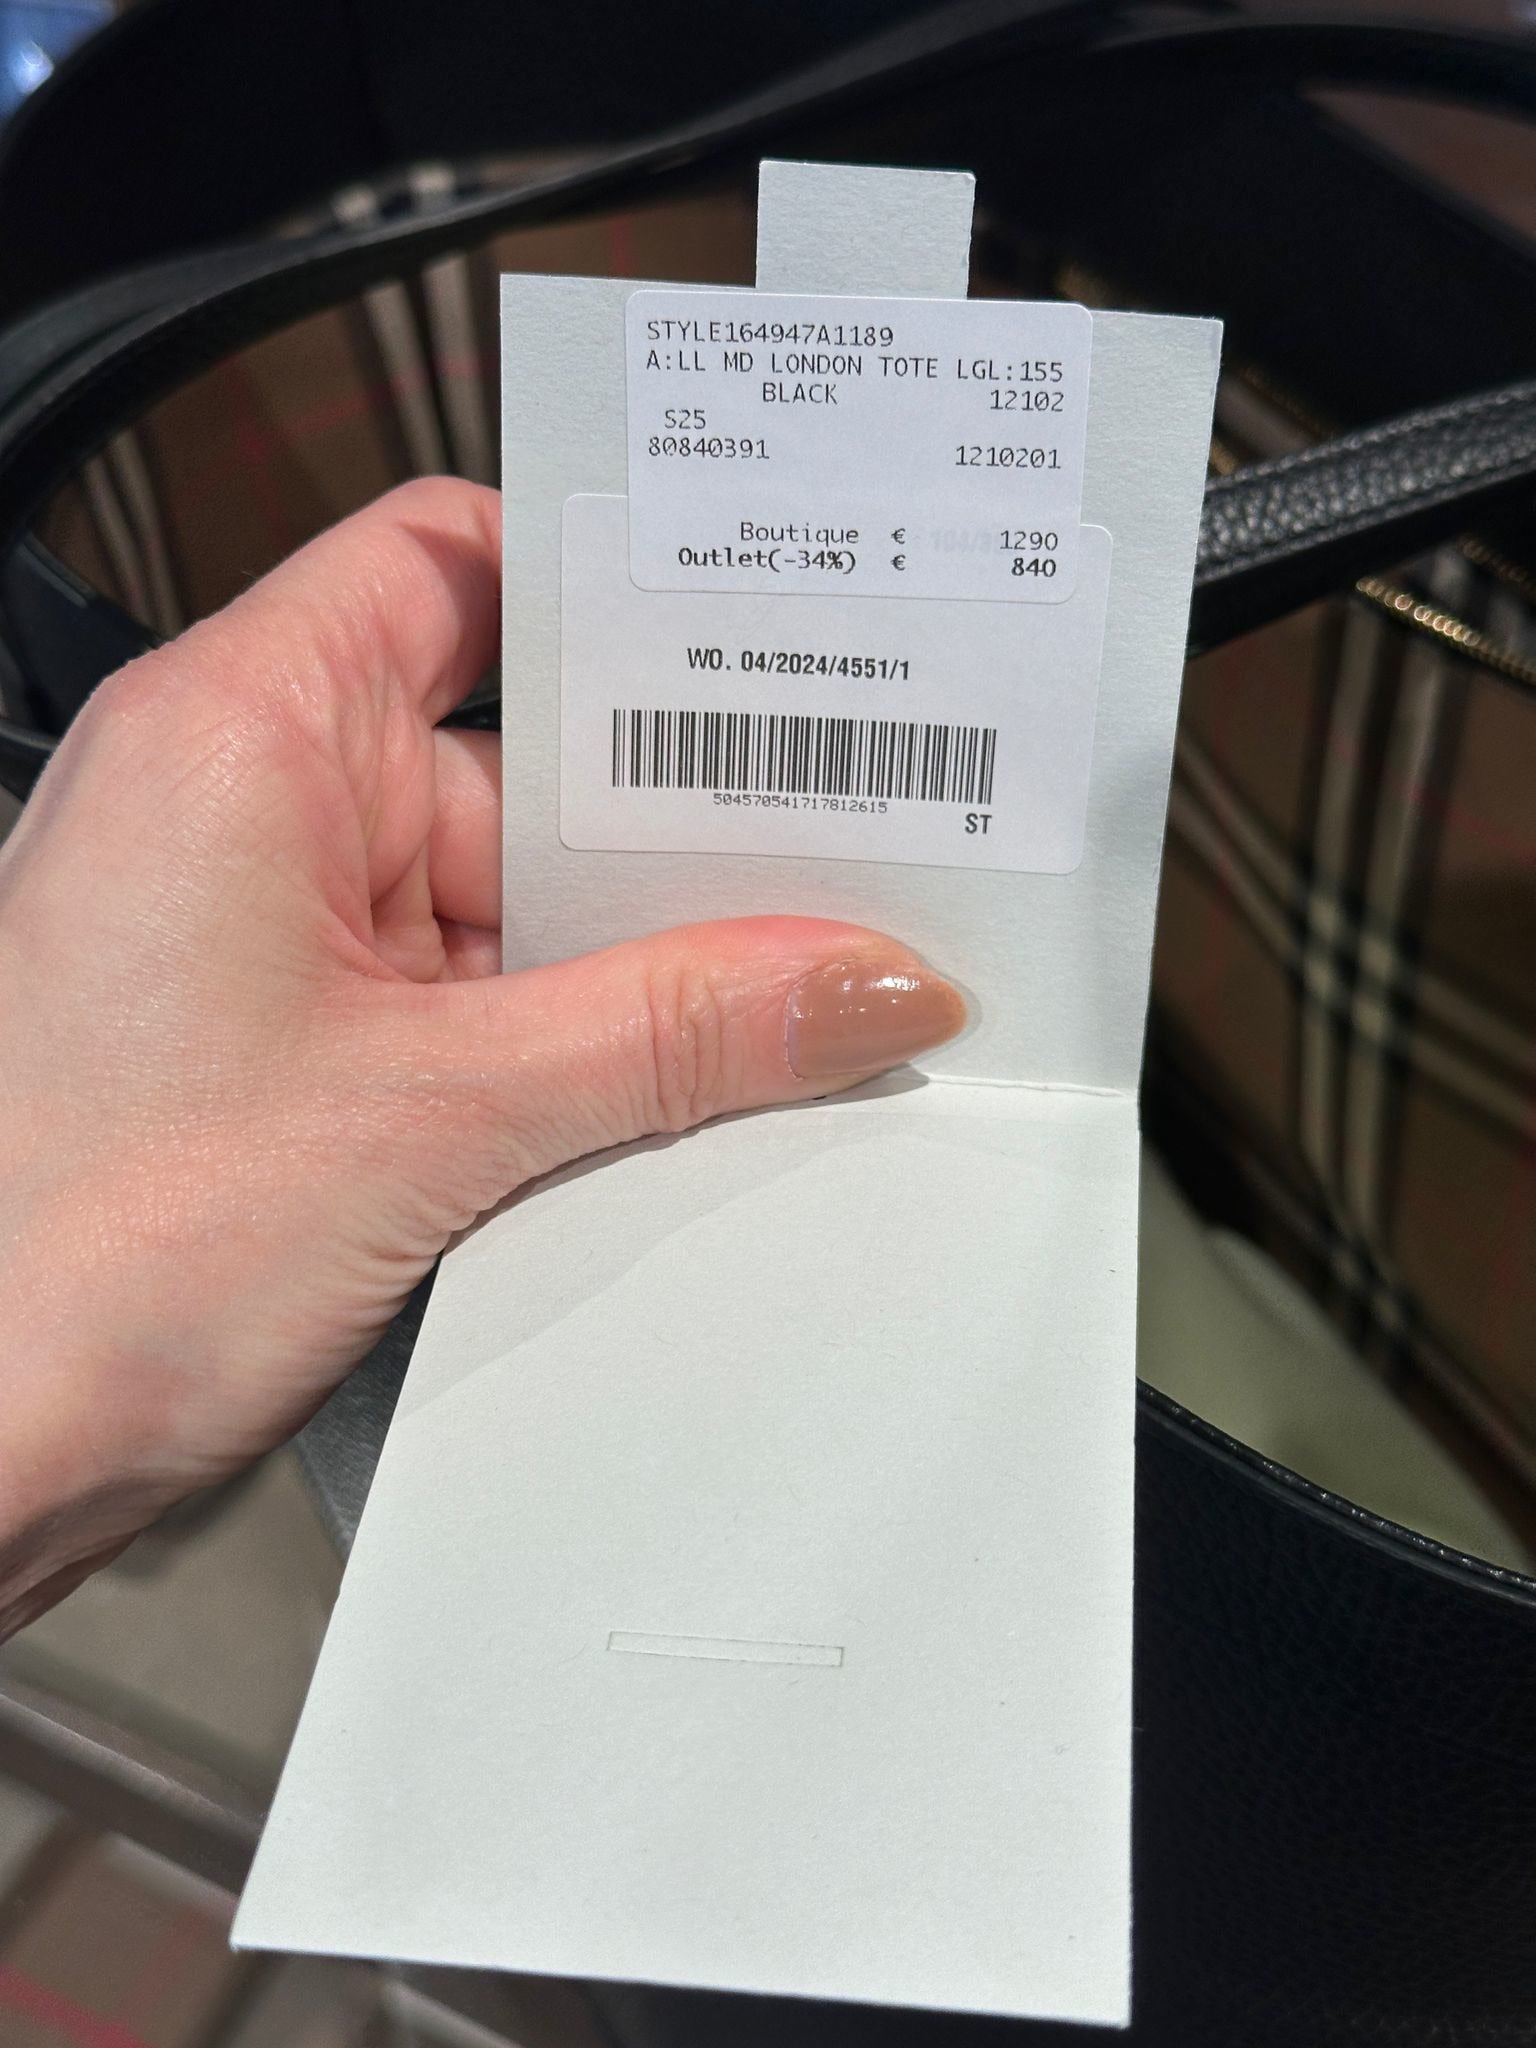 STYLE164947A1189
A:LL MD LONDON TOTE LGL:155
BLACK 12102
S25
80840391 1210201
Boutique € 1290
Outlet(-34%) € 840
WO. 04/2024/4551/1
504570541717812615
ST